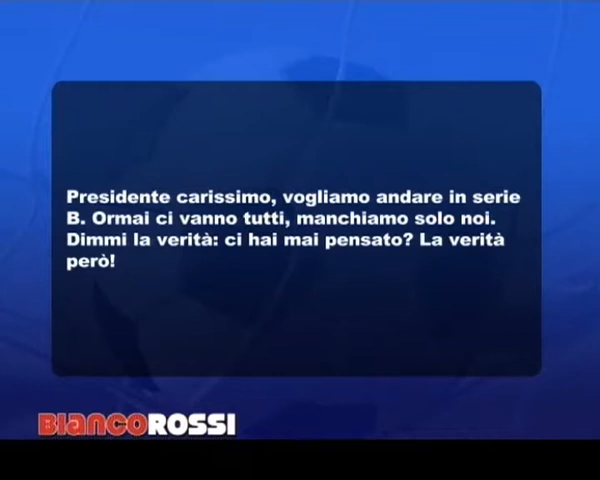 Presidente carissimo, vogliamo andare in serie
B. Ormai ci vanno tutti, manchiamo solo noi.
Dimmi la verità: ci hai mai pensato? La verità
però!
BIANCOROSSI